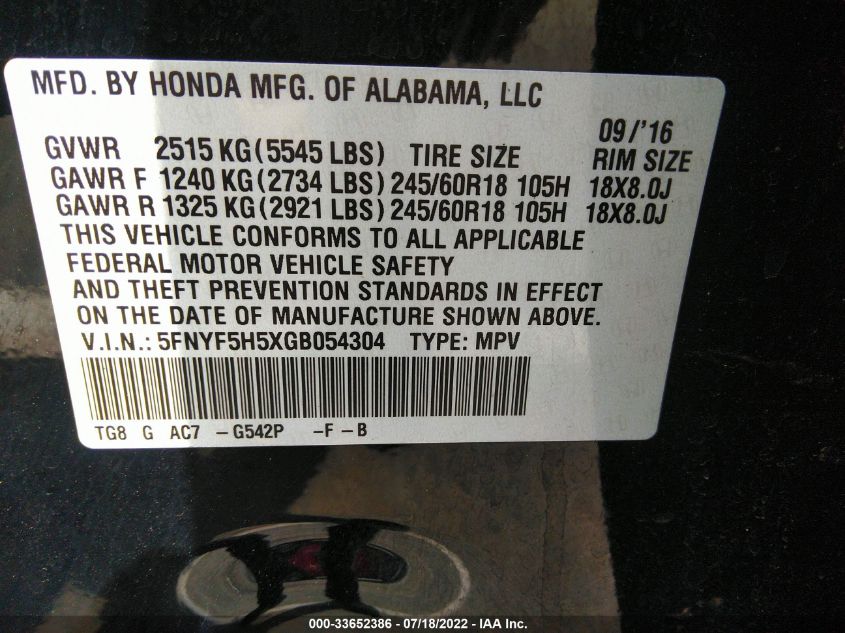 MFD. BY HONDA MFG. OF ALABAMA, LLC
09/'16
GVWR 2515 KG(5545 LBS) TIRE SIZE RIM SIZE
GAWR F 1240 KG(2734 LBS) 245/60R18 105H 18X8.0J
GAWR R 1325 KG(2921 LBS) 245/60R18 105H 18X8.0J
THIS VEHICLE CONFORMS TO ALL APPLICABLE
FEDERAL MOTOR VEHICLE SAFETY
AND THEFT PREVENTION STANDARDS IN EFFECT
ON THE DATE OF MANUFACTURE SHOWN ABOVE.
V.I.N.: 5FNYF5H5XGB054304 TYPE: MPV
TG8 G AC7 -G542P -F -B
000-33652386 - 07/18/2022 - IAA Inc.